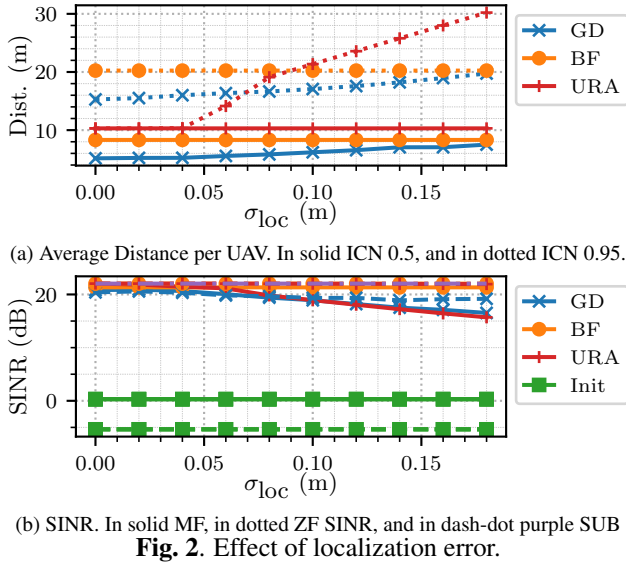 30
20
10
Dist. (m)
GD
BF
URA
0.00 0.05 0.10 0.15
σloc (m)
(a) Average Distance per UAV. In solid ICN 0.5, and in dotted ICN 0.95.
20
0
SINR (dB)
GD
BF
URA
Init
0.00 0.05 0.10 0.15
σloc (m)
(b) SINR. In solid MF, in dotted ZF SINR, and in dash-dot purple SUB
Fig. 2. Effect of localization error.